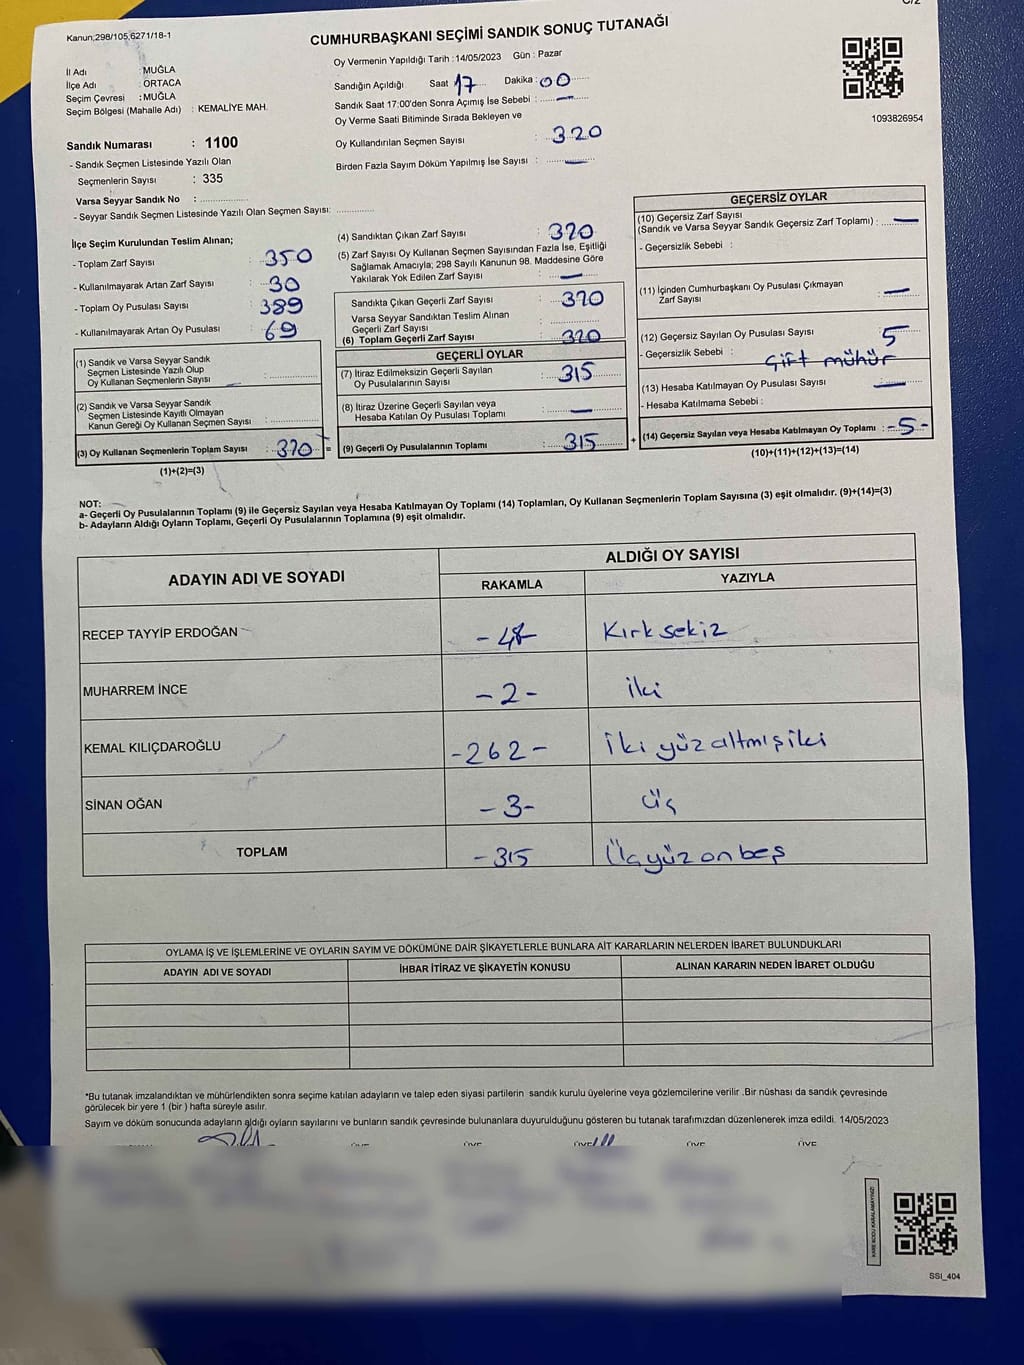 Kanun;298/105,6271/18-1
CUMHURBAŞKANI SEÇİMİ SANDIK SONUÇ TUTANAĞI
İl Adı : MUĞLA
İlçe Adı : ORTACA
Seçim Çevresi : MUĞLA
Seçim Bölgesi (Mahalle Adı) : KEMALİYE MAH.
Sandık Numarası : 1100
- Sandık Seçmen Listesinde Yazılı Olan
Seçmenlerin Sayısı : 335
Varsa Seyyar Sandık No :
- Seyyar Sandık Seçmen Listesinde Yazılı Olan Seçmen Sayısı:
Oy Vermenin Yapıldığı Tarih :14/05/2023 Gün : Pazar
Sandığın Açıldığı Saat 17 Dakika : 00
Sandık Saat 17:00'den Sonra Açımış İse Sebebi : —
Oy Verme Saati Bitiminde Sırada Bekleyen ve
Oy Kullandırılan Seçmen Sayısı : 320
Birden Fazla Sayım Döküm Yapılmış İse Sayısı : —
1093826954
İlçe Seçim Kurulundan Teslim Alınan;
- Toplam Zarf Sayısı : 350
- Kullanılmayarak Artan Zarf Sayısı : 30
- Toplam Oy Pusulası Sayısı : 389
- Kullanılmayarak Artan Oy Pusulası : 69
(1) Sandık ve Varsa Seyyar Sandık
Seçmen Listesinde Yazılı Olup
Oy Kullanan Seçmenlerin Sayısı :
(2) Sandık ve Varsa Seyyar Sandık
Seçmen Listesinde Kayıtlı Olmayan
Kanun Gereği Oy Kullanan Seçmen Sayısı :
(3) Oy Kullanan Seçmenlerin Toplam Sayısı : 320 =
(1)+(2)=(3)
(4) Sandıktan Çıkan Zarf Sayısı : 320
(5) Zarf Sayısı Oy Kullanan Seçmen Sayısından Fazla İse, Eşitliği
Sağlamak Amacıyla; 298 Sayılı Kanunun 98. Maddesine Göre
Yakılarak Yok Edilen Zarf Sayısı : —
Sandıkta Çıkan Geçerli Zarf Sayısı : 320
Varsa Seyyar Sandıktan Teslim Alınan
Geçerli Zarf Sayısı :
(6) Toplam Geçerli Zarf Sayısı : 320
GEÇERLİ OYLAR
(7) İtiraz Edilmeksizin Geçerli Sayılan
Oy Pusulalarının Sayısı : 315
(8) İtiraz Üzerine Geçerli Sayılan ve
Hesaba Katılan Oy Pusulası Toplamı : —
(9) Geçerli Oy Pusulalarının Toplamı : 315 +
GEÇERSİZ OYLAR
(10) Geçersiz Zarf Sayısı
(Sandık ve Varsa Seyyar Sandık Geçersiz Zarf Toplamı) : —
- Geçersizlik Sebebi :
(11) İçinden Cumhurbaşkanı Oy Pusulası Çıkmayan
Zarf Sayısı : —
(12) Geçersiz Sayılan Oy Pusulası Sayısı : 5
- Geçersizlik Sebebi : Çift mühür
(13) Hesaba Katılmayan Oy Pusulası Sayısı : —
- Hesaba Katılmama Sebebi :
(14) Geçersiz Sayılan veya Hesaba Katılmayan Oy Toplamı : -5-
(10)+(11)+(12)+(13)=(14)
NOT:
a- Geçerli Oy Pusulalarının Toplamı (9) ile Geçersiz Sayılan veya Hesaba Katılmayan Oy Toplamı (14) Toplamları, Oy Kullanan Seçmenlerin Toplam Sayısına (3) eşit olmalıdır. (9)+(14)=(3)
b- Adayların Aldığı Oyların Toplamı, Geçerli Oy Pusulalarının Toplamına (9) eşit olmalıdır.
ADAYIN ADI VE SOYADI
ALDIĞI OY SAYISI
RAKAMLA YAZIYLA
RECEP TAYYİP ERDOĞAN -48- Kırk sekiz
MUHARREM İNCE -2- iki
KEMAL KILIÇDAROĞLU -262- İki yüz altmış iki
SİNAN OĞAN -3- Üç
TOPLAM -315 Üç yüz on beş
OYLAMA İŞ VE İŞLEMLERİNE VE OYLARIN SAYIM VE DÖKÜMÜNE DAİR ŞİKAYETLERLE BUNLARA AİT KARARLARIN NELERDEN İBARET BULUNDUKLARI
ADAYIN ADI VE SOYADI İHBAR İTİRAZ VE ŞİKAYETİN KONUSU ALINAN KARARIN NEDEN İBARET OLDUĞU
*Bu tutanak imzalandıktan ve mühürlendikten sonra seçime katılan adayların ve talep eden siyasi partilerin sandık kurulu üyelerine veya gözlemcilerine verilir .Bir nüshası da sandık çevresinde
görülecek bir yere 1 (bir ) hafta süreyle asılır.
Sayım ve döküm sonucunda adayların aldığı oyların sayılarını ve bunların sandık çevresinde bulunanlara duyurulduğunu gösteren bu tutanak tarafımızdan düzenlenerek imza edildi. 14/05/2023
KARE KODU KARALAMAYINIZ!
SSI_404